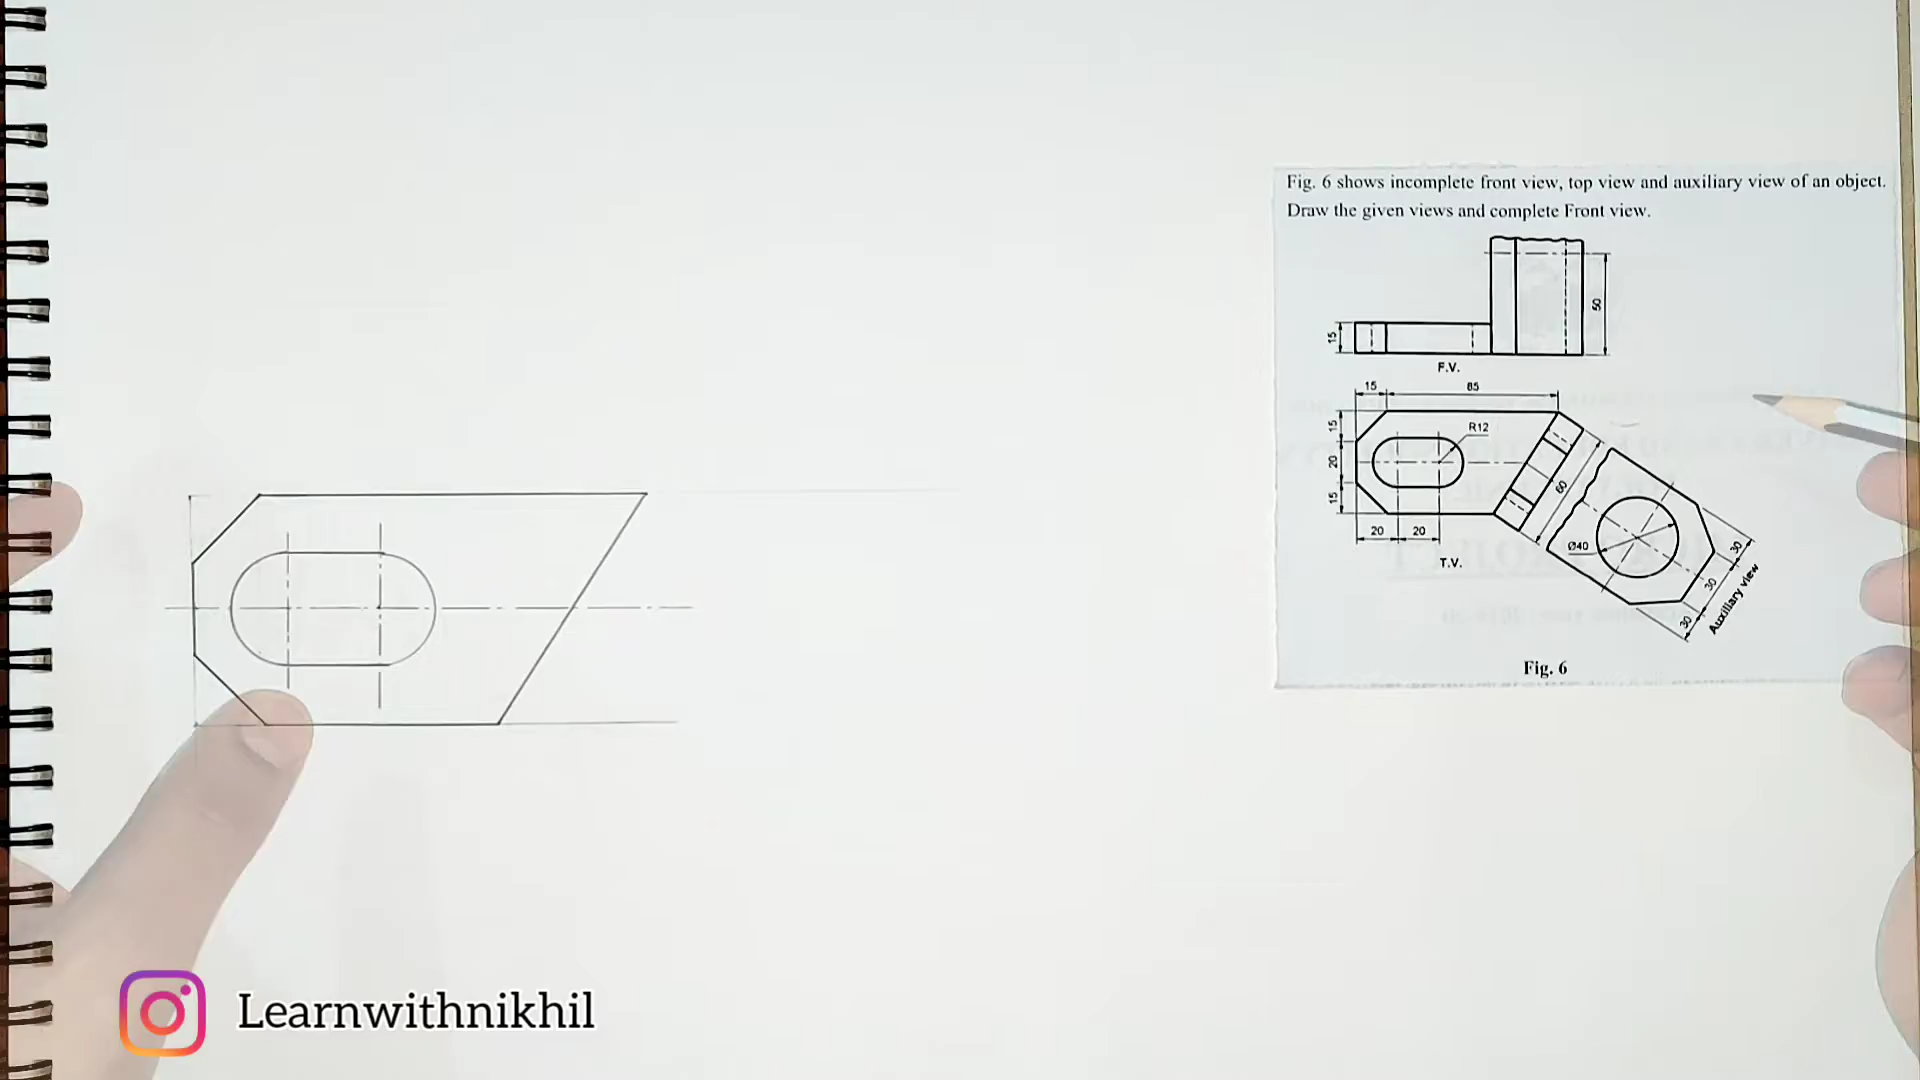 Fig. 6 shows incomplete front view, top view and auxiliary view of an object.
Draw the given views and complete Front view.
50
15
F.V.
15
85
15
R12
20
60
15
Ø40
20
20
30
30
30
T.V.
Auxiliary view
Fig. 6
Learnwithnikhil